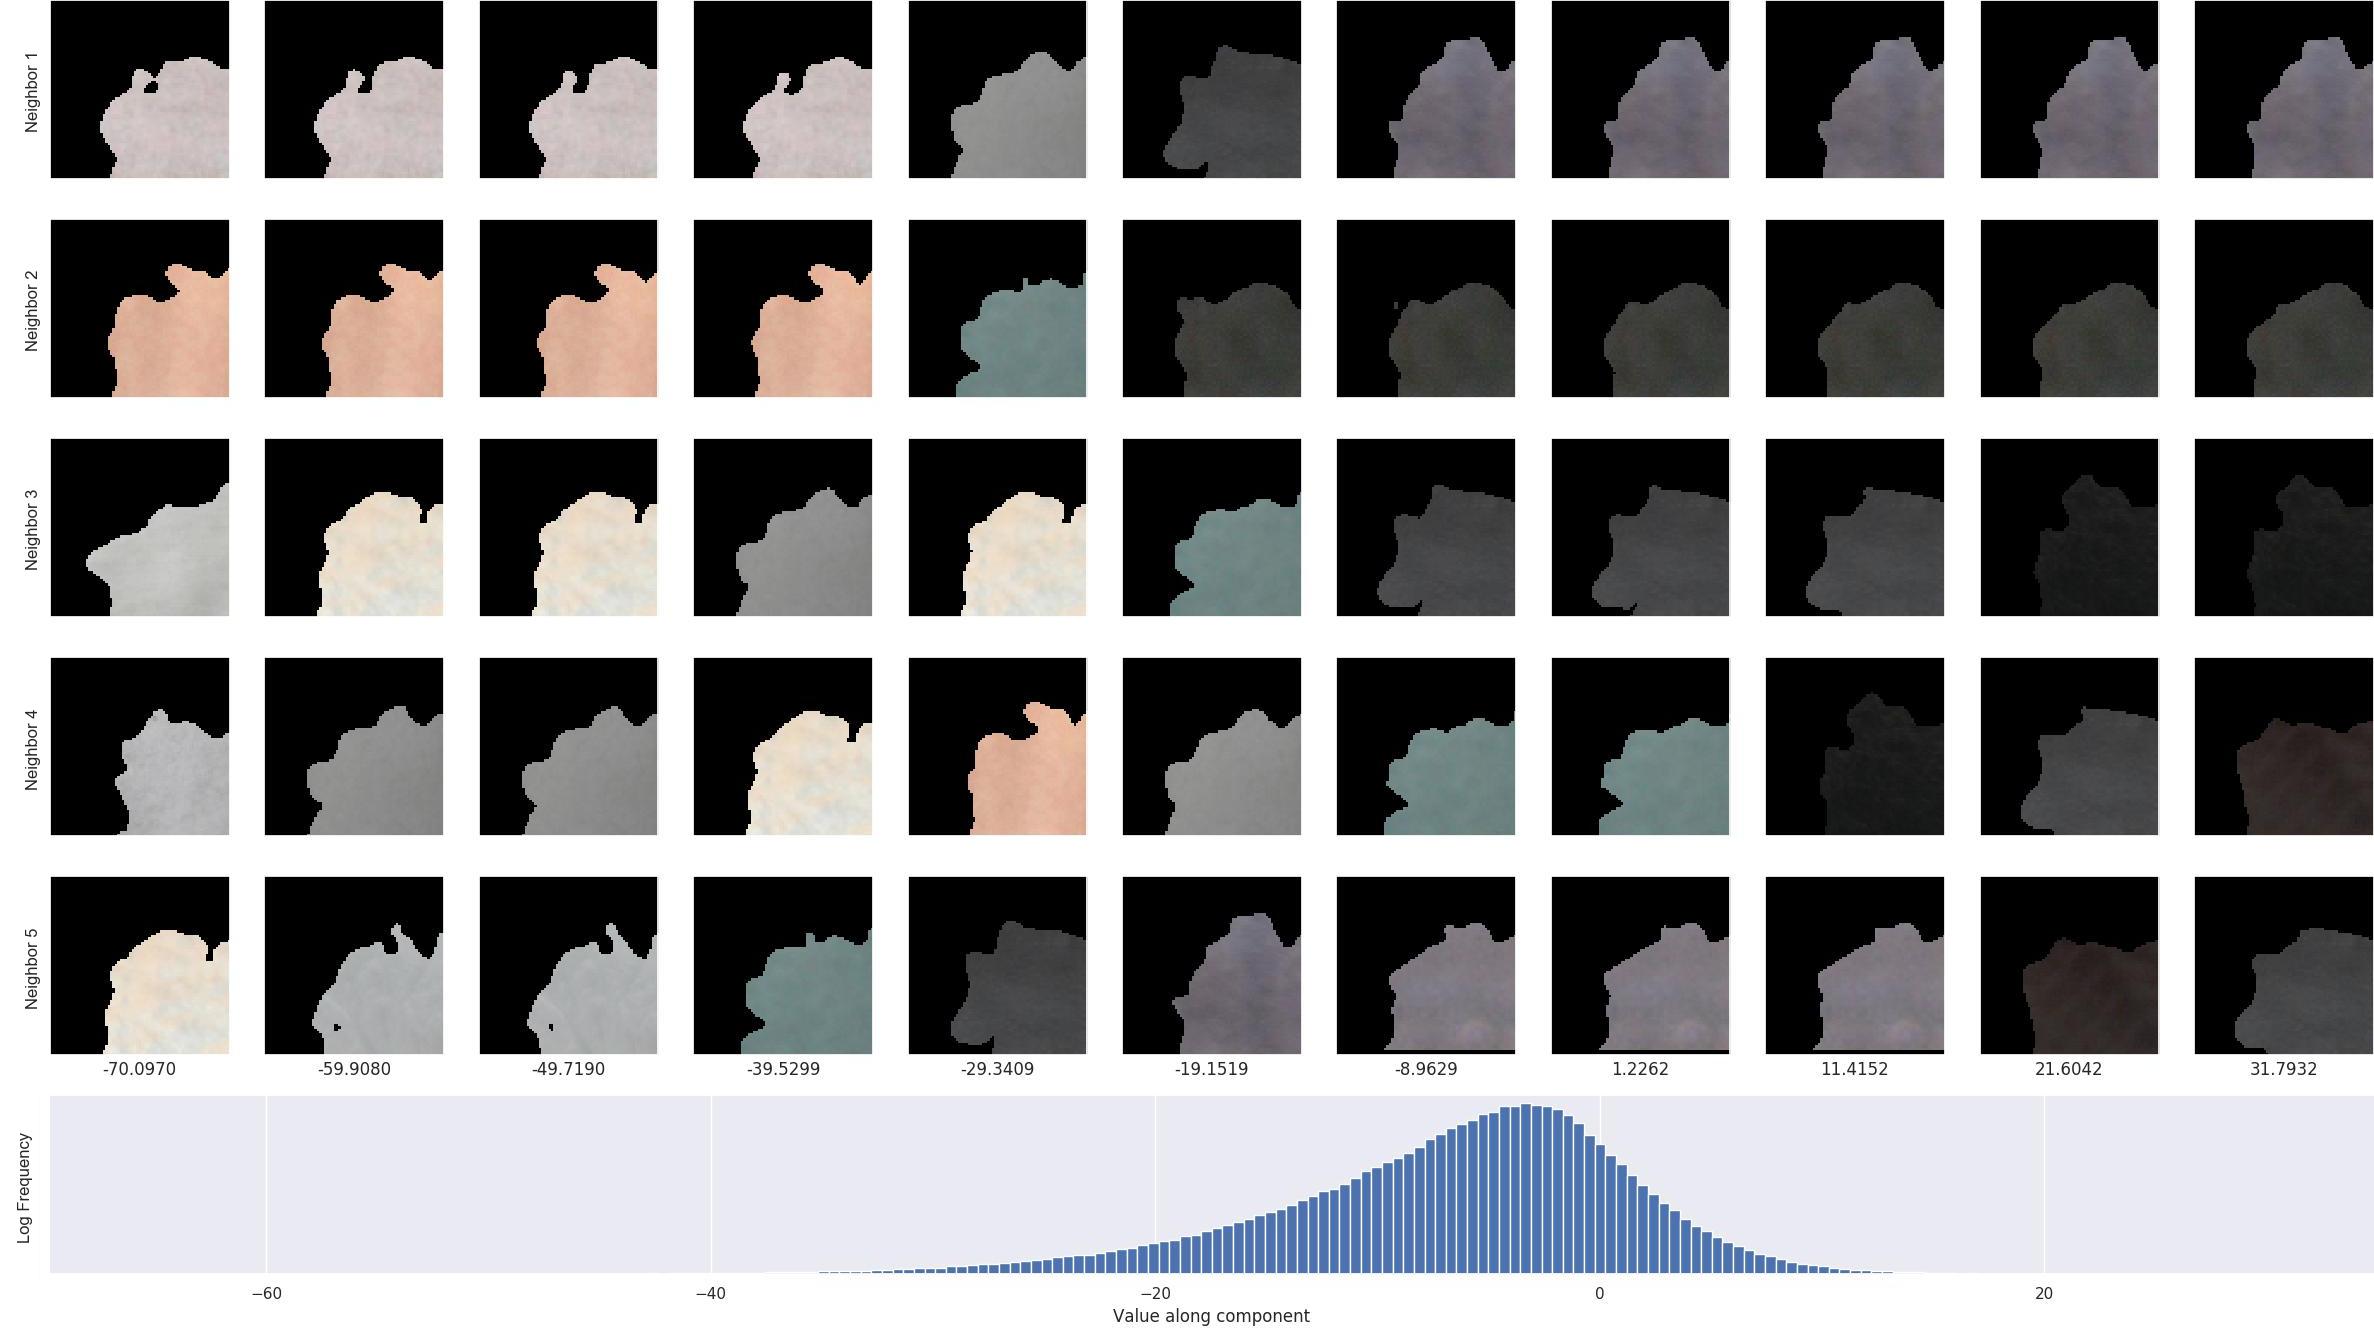 Neighbor 1
Neighbor 2
Neighbor 3
Neighbor 4
Neighbor 5
-70.0970 -59.9080 -49.7190 -39.5299 -29.3409 -19.1519 -8.9629 1.2262 11.4152 21.6042 31.7932
Log Frequency
−60 −40 −20 0 20
Value along component